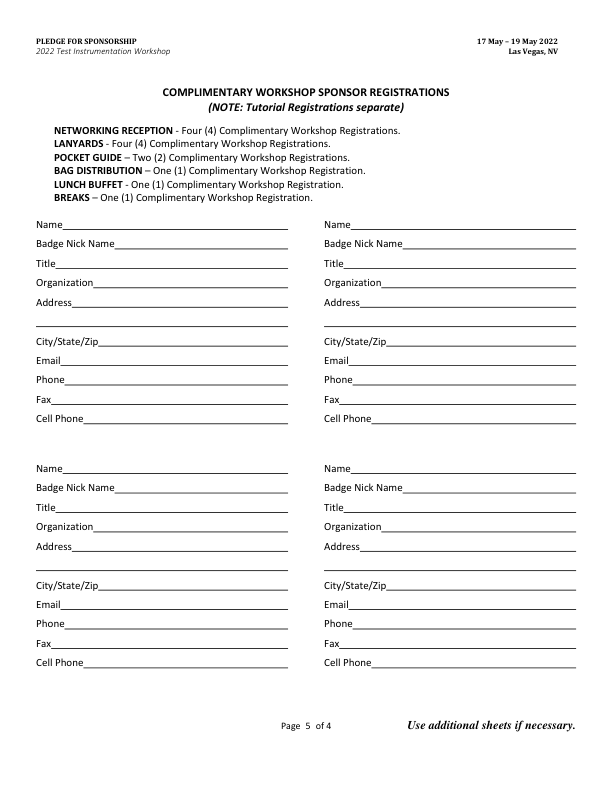 PLEDGE FOR SPONSORSHIP
17 May – 19 May 2022
2022 Test Instrumentation Workshop
Las Vegas, NV
COMPLIMENTARY WORKSHOP SPONSOR REGISTRATIONS
(NOTE: Tutorial Registrations separate)
NETWORKING RECEPTION - Four (4) Complimentary Workshop Registrations.
LANYARDS - Four (4) Complimentary Workshop Registrations.
POCKET GUIDE – Two (2) Complimentary Workshop Registrations.
BAG DISTRIBUTION – One (1) Complimentary Workshop Registration.
LUNCH BUFFET - One (1) Complimentary Workshop Registration.
BREAKS – One (1) Complimentary Workshop Registration.
Name
Badge Nick Name
Title
Organization
Address
City/State/Zip
Email
Phone
Fax
Cell Phone
Name
Badge Nick Name
Title
Organization
Address
City/State/Zip
Email
Phone
Fax
Cell Phone
Name
Badge Nick Name
Title
Organization
Address
City/State/Zip
Email
Phone
Fax
Cell Phone
Name
Badge Nick Name
Title
Organization
Address
City/State/Zip
Email
Phone
Fax
Cell Phone
Page 5 of 4
Use additional sheets if necessary.